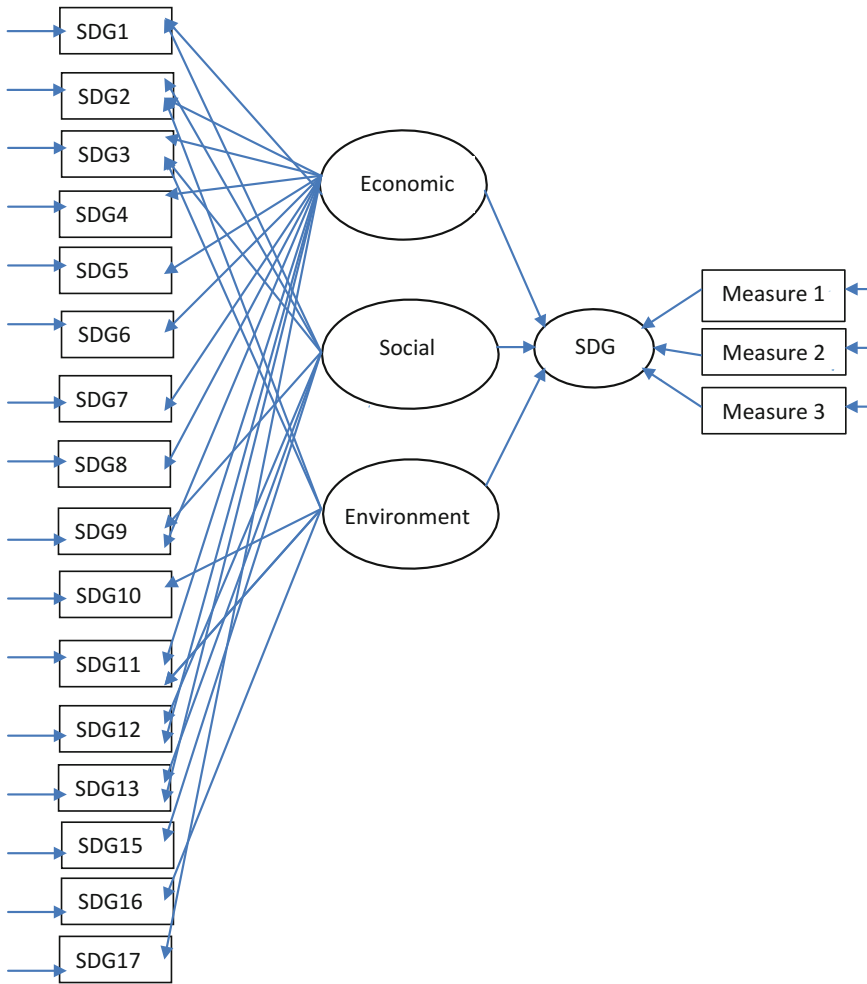 SDG1
SDG2
SDG3
SDG4
SDG5
SDG6
SDG7
SDG8
SDG9
SDG10
SDG11
SDG12
SDG13
SDG15
SDG16
SDG17
Economic
Social
Environment
SDG
Measure 1
Measure 2
Measure 3